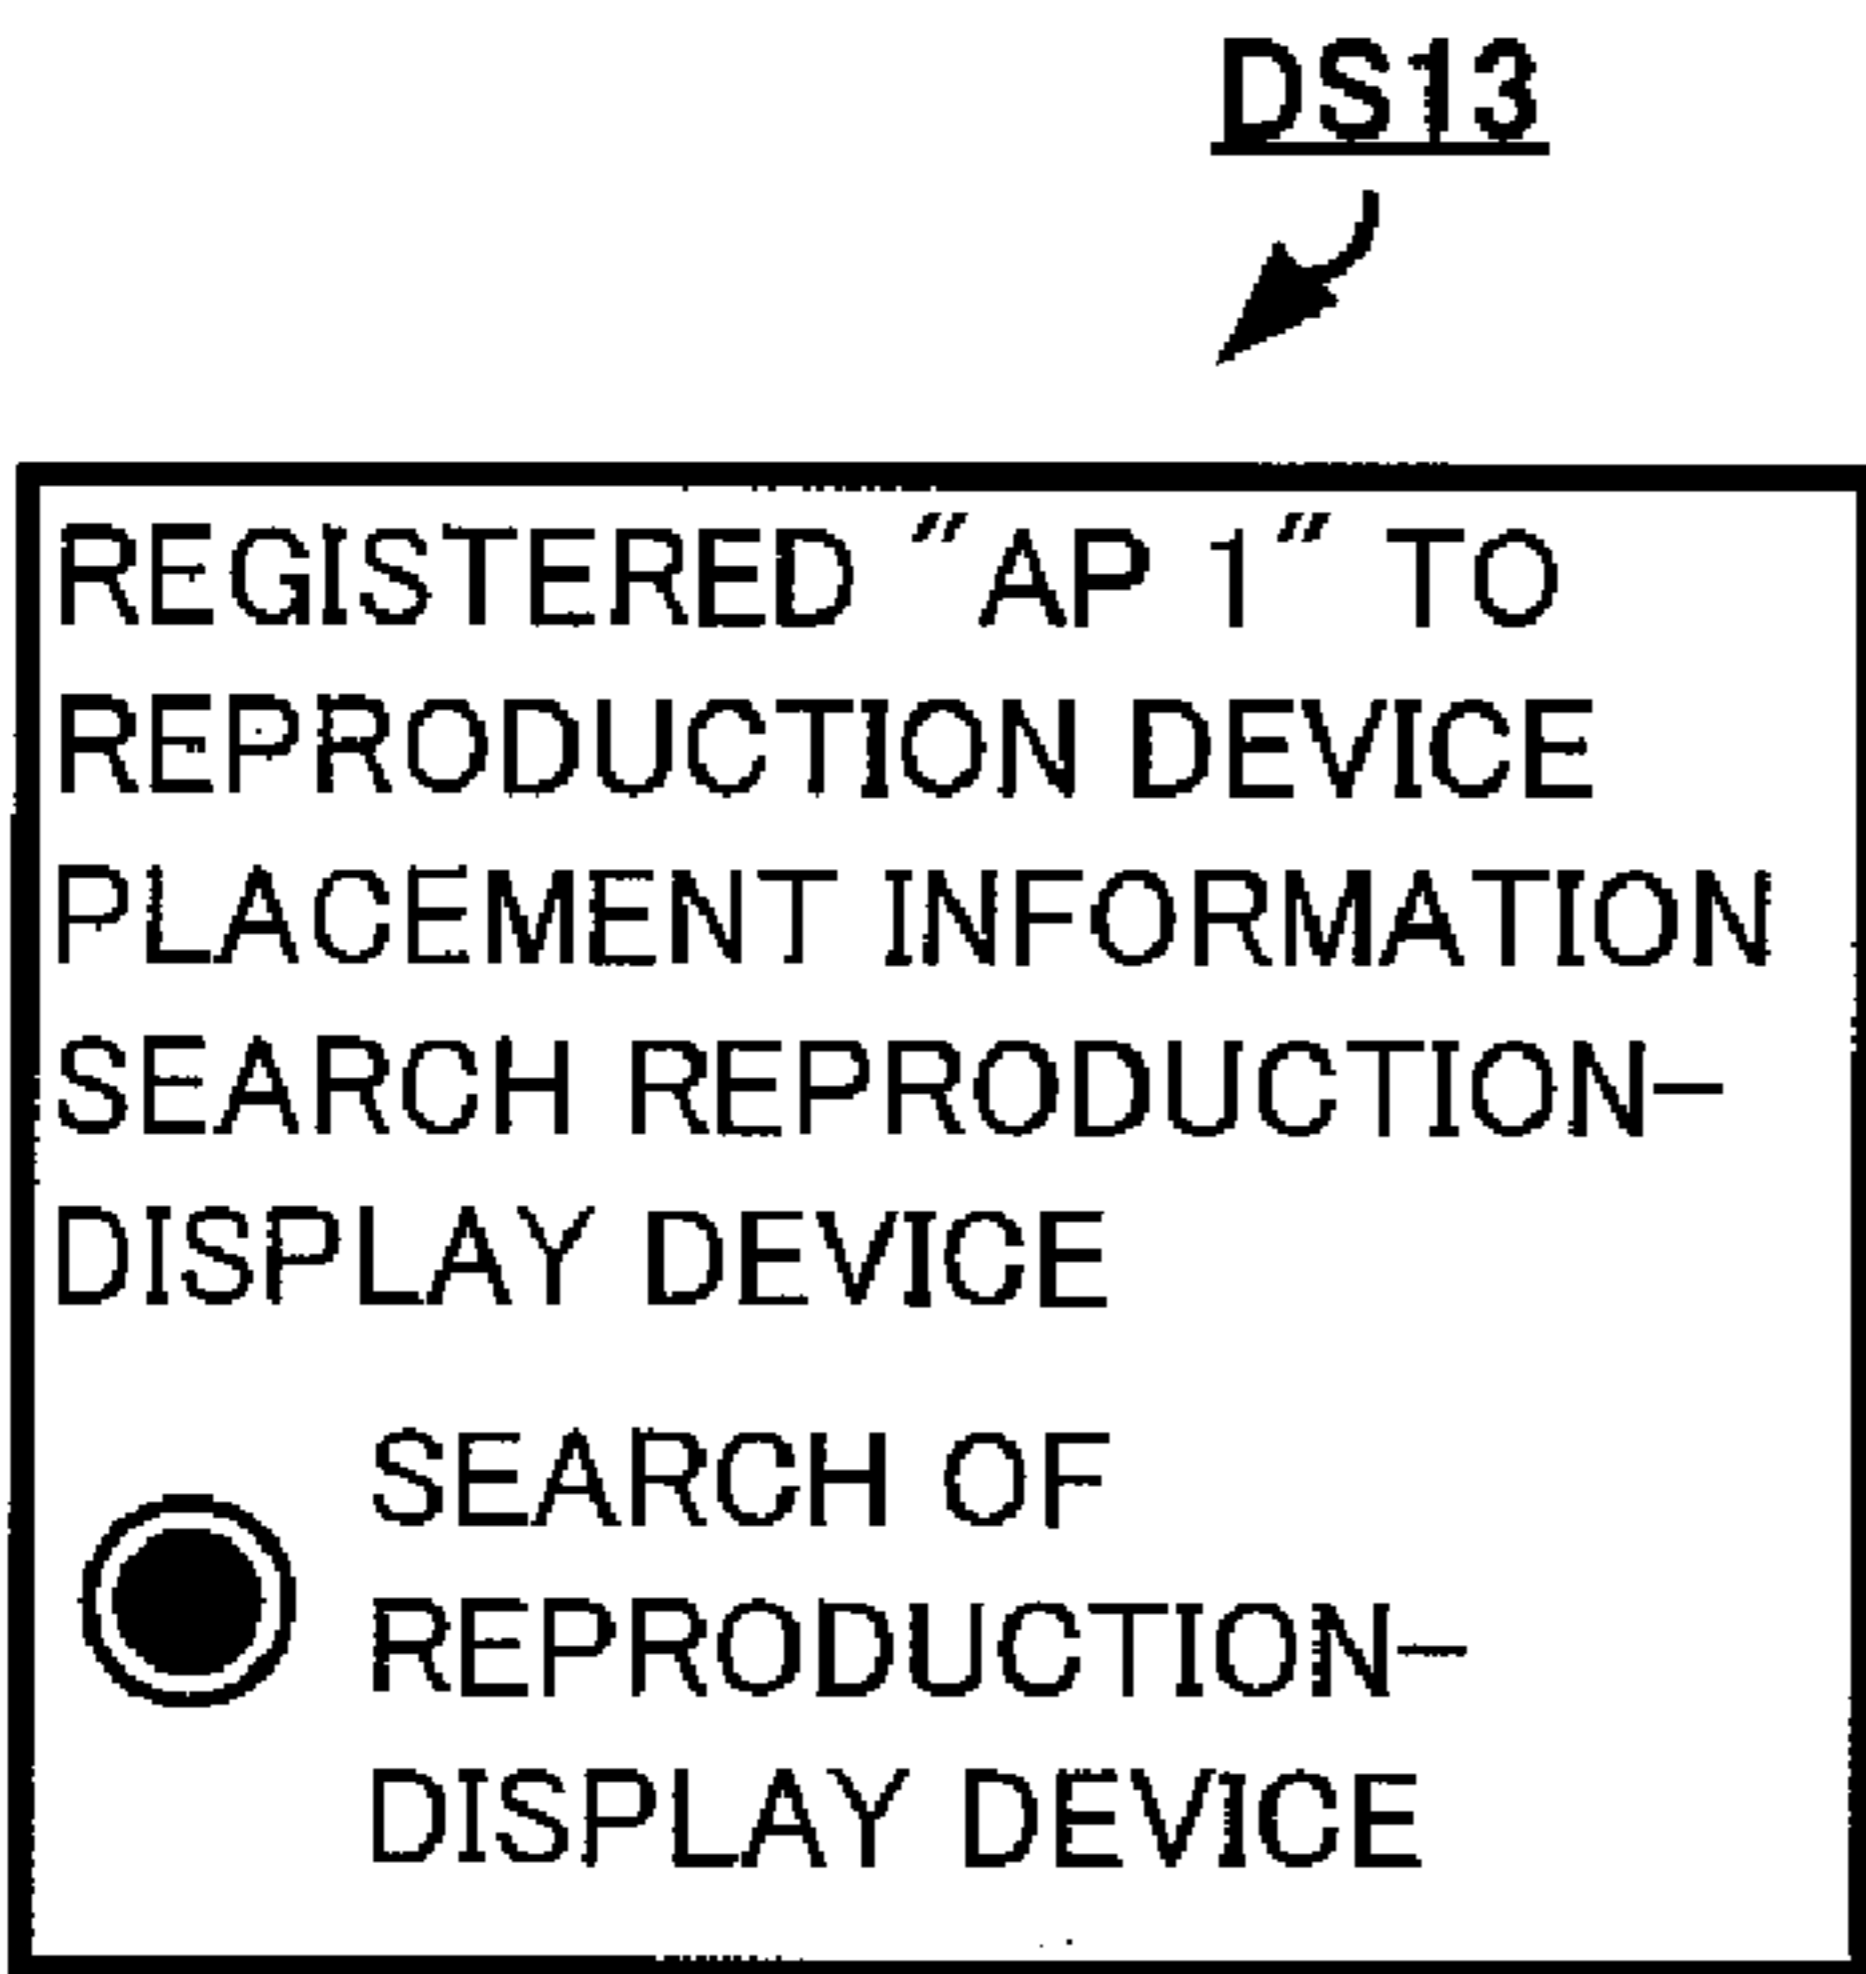 DS13
REGISTERED "AP 1" TO
REPRODUCTION DEVICE
PLACEMENT INFORMATION
SEARCH REPRODUCTION-
DISPLAY DEVICE
SEARCH OF
REPRODUCTION-
DISPLAY DEVICE